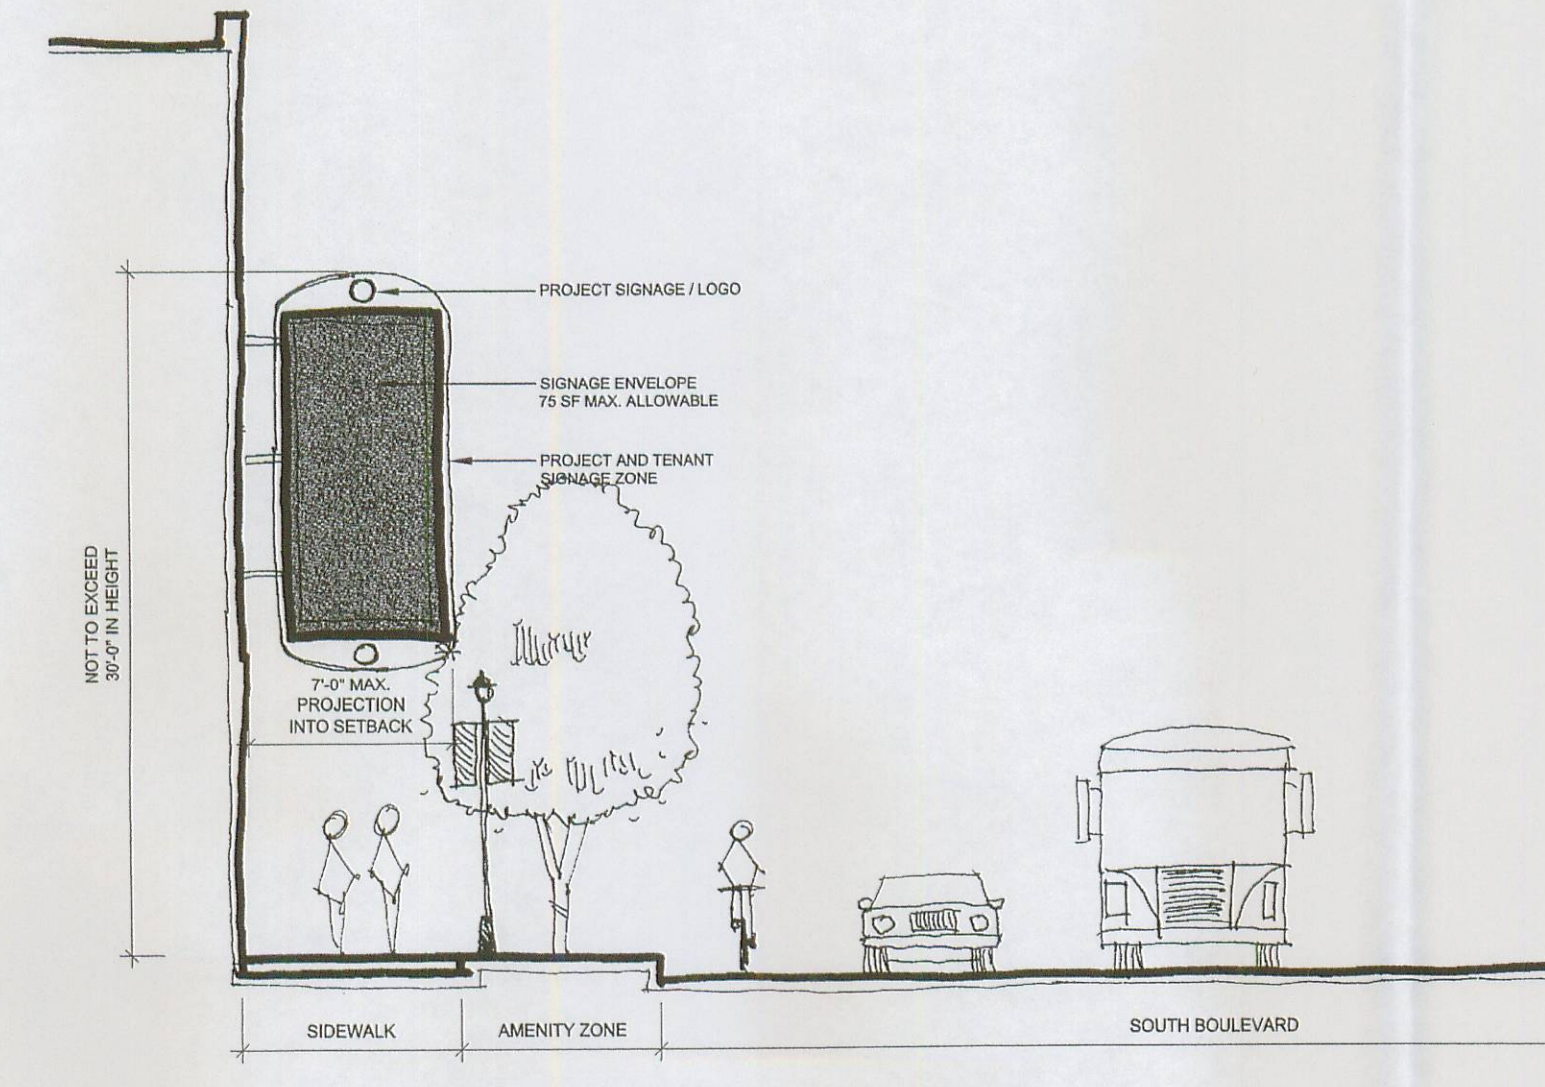 PROJECT SIGNAGE / LOGO
SIGNAGE ENVELOPE
75 SF MAX. ALLOWABLE
PROJECT AND TENANT
SIGNAGE ZONE
NOT TO EXCEED
30'-0" IN HEIGHT
7'-0" MAX.
PROJECTION
INTO SETBACK
SIDEWALK
AMENITY ZONE
SOUTH BOULEVARD